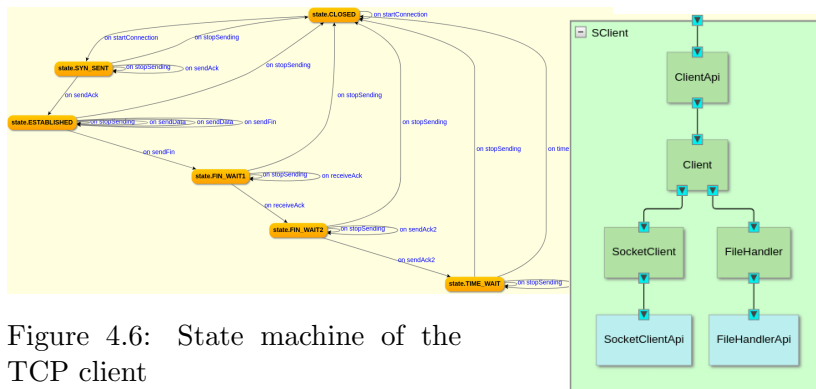 state.CLOSED
on startConnection
on startConnection
on stopSending
state.SYN_SENT
on stopSending
on sendAck
on stopSending
on sendAck
state.ESTABLISHED
on stopSending
on sendData
on sendData
on sendFin
on stopSending
on stopSending
on stopSending
on time
on sendFin
state.FIN_WAIT1
on stopSending
on receiveAck
on receiveAck
state.FIN_WAIT2
on stopSending
on sendAck2
on sendAck2
state.TIME_WAIT
on stopSending
Figure 4.6: State machine of the
TCP client
SClient
ClientApi
Client
SocketClient
FileHandler
SocketClientApi
FileHandlerApi